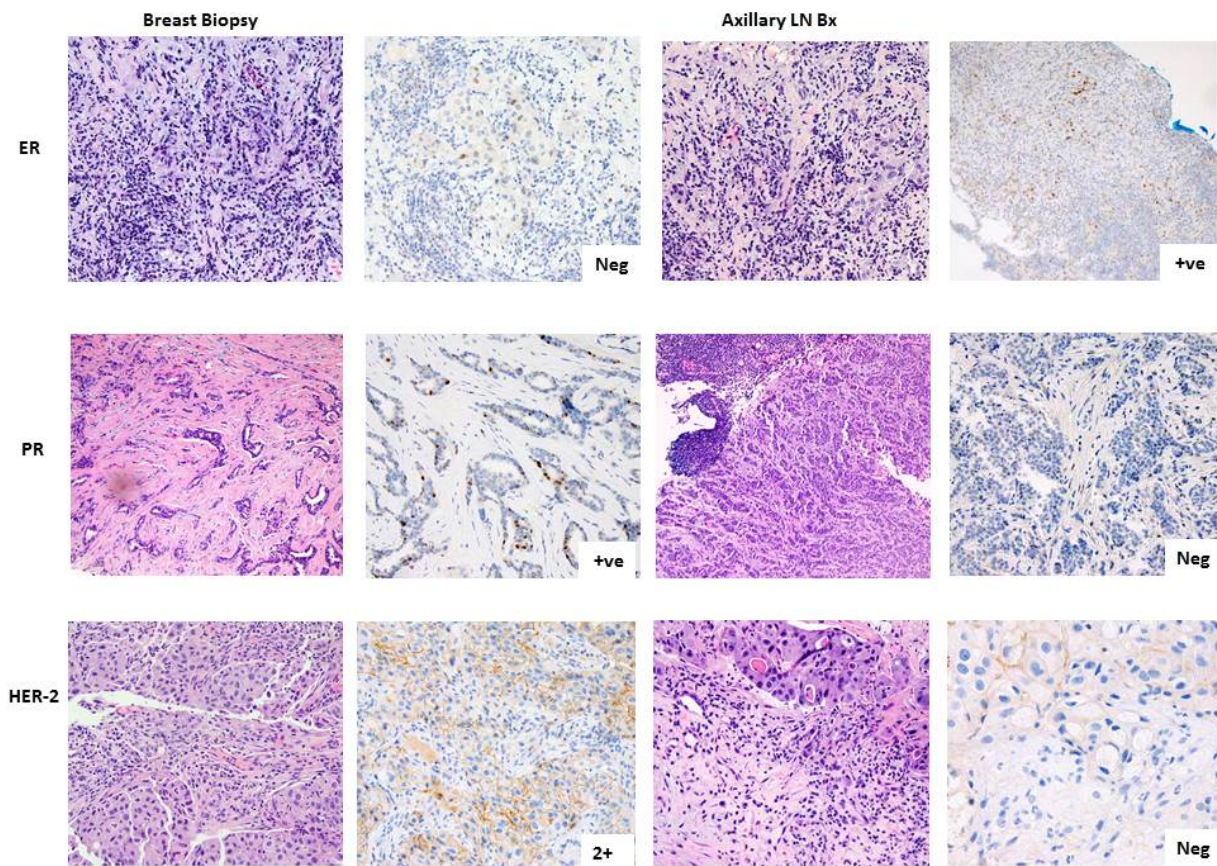 Breast Biopsy
Axillary LN Bx
ER
Neg
+ve
PR
+ve
Neg
HER-2
2+
Neg